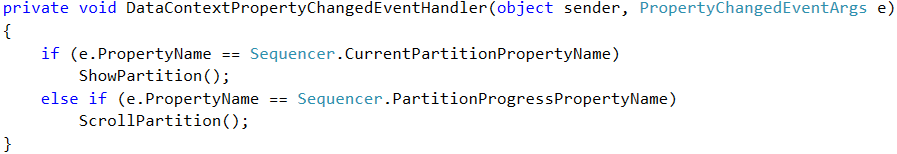 private void DataContextPropertyChangedEventHandler(object sender, PropertyChangedEventArgs e)
{
    if (e.PropertyName == Sequencer.CurrentPartitionPropertyName)
        ShowPartition();
    else if (e.PropertyName == Sequencer.PartitionProgressPropertyName)
        ScrollPartition();
}